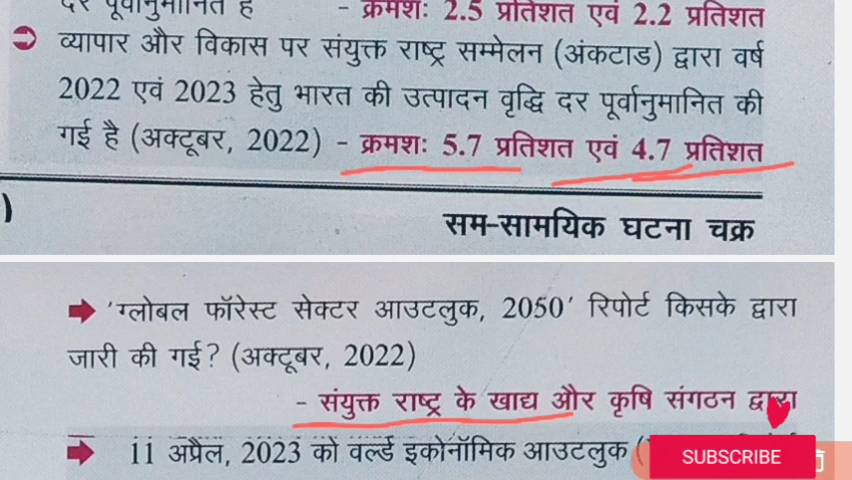 दर पूर्वानुमानित है - क्रमशः 2.5 प्रतिशत एवं 2.2 प्रतिशत
व्यापार और विकास पर संयुक्त राष्ट्र सम्मेलन (अंकटाड) द्वारा वर्ष
2022 एवं 2023 हेतु भारत की उत्पादन वृद्धि दर पूर्वानुमानित की
गई है (अक्टूबर, 2022) - क्रमशः 5.7 प्रतिशत एवं 4.7 प्रतिशत
)
सम-सामयिक घटना चक्र
'ग्लोबल फॉरेस्ट सेक्टर आउटलुक, 2050' रिपोर्ट किसके द्वारा
जारी की गई? (अक्टूबर, 2022)
- संयुक्त राष्ट्र के खाद्य और कृषि संगठन द्वारा
11 अप्रैल, 2023 को वर्ल्ड इकोनॉमिक आउटलुक (
SUBSCRIBE